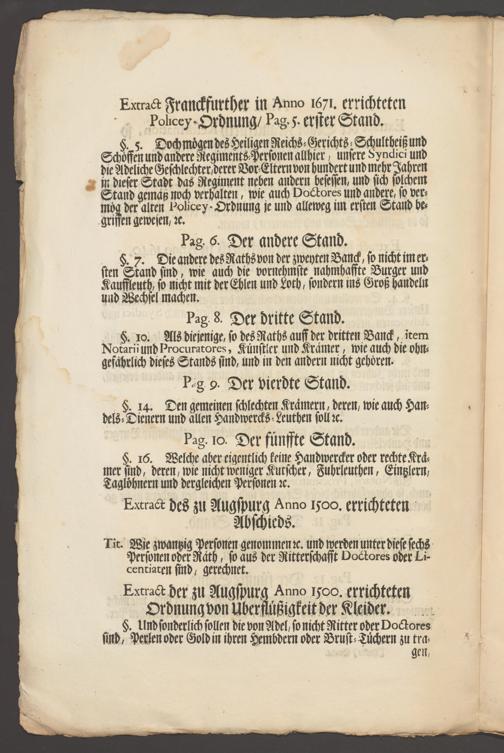 Extract Franckfurther in Anno 1671. errichteten
Policey-Ordnung/ Pag. 5. erster Stand.
§. 5. Doch mögen des Heiligen Reichs-Gerichts-Schultheiß und
Schöffen und andere Regiments-Personen allhier, unsere Syndici und
die Adeliche Geschlechter/derer Vor-Eltern von hundert und mehr Jahren
in dieser Stadt das Regiment neben andern besessen, und sich solchem
Stand gemäß noch verhalten, wie auch Doctores und andere, so ver-
mög der alten Policey-Ordnung je und alleweg im ersten Stand be-
griffen gewesen, ꝛc.
Pag. 6. Der andere Stand.
§. 7. Die andere des Raths von der zweyten Banck, so nicht im er-
sten Stand sind, wie auch die vornehmste nahmhaffte Burger und
Kauffleuth, so nicht mit der Ehlen und Loth, sondern ins Groß handeln
und Wechsel machen.
Pag. 8. Der dritte Stand.
§. 10. Als diejenige, so des Raths auff der dritten Banck, item
Notarii und Procuratores, Künstler und Krämer, wie auch die ohn-
gefährlich dieses Stands sind, und in den andern nicht gehören.
Pag 9. Der vierdte Stand.
§. 14. Den gemeinen schlechten Krämern, deren, wie auch Han-
dels-Dienern und allen Handwercks-Leuthen soll ꝛc.
Pag. 10. Der fünffte Stand.
§. 16. Welche aber eigentlich keine Handwercker oder rechte Krä-
mer sind, deren, wie nicht weniger Kutscher, Fuhrleuthen, Eintzlern,
Taglöhnern und dergleichen Personen ꝛc.
Extract des zu Augspurg Anno 1500. errichteten
Abschieds.
Tit. Wie zwantzig Personen genommen ꝛc. und werden unter diese sechs
Personen oder Räth, so aus der Ritterschafft Doctores oder Li-
centiaten sind, gerechnet.
Extract der zu Augspurg Anno 1500. errichteten
Ordnung von Uberflüßigkeit der Kleider.
§. Und sonderlich sollen die von Adel, so nicht Ritter oder Doctores
sind, Perlen oder Gold in ihren Hembdern oder Brust-Tüchern zu tra-
gen,